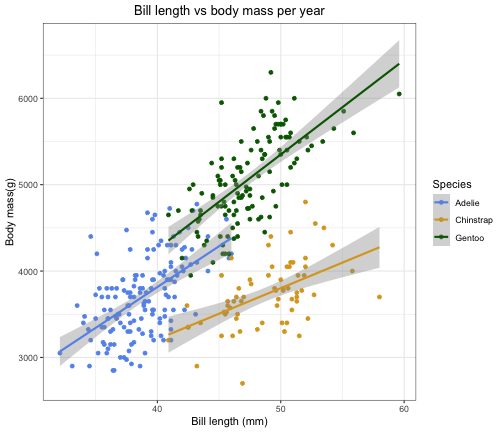 Bill length vs body mass per year
Body mass(g)
6000
5000
4000
3000
40
50
60
Bill length (mm)
Species
Adelie
Chinstrap
Gentoo